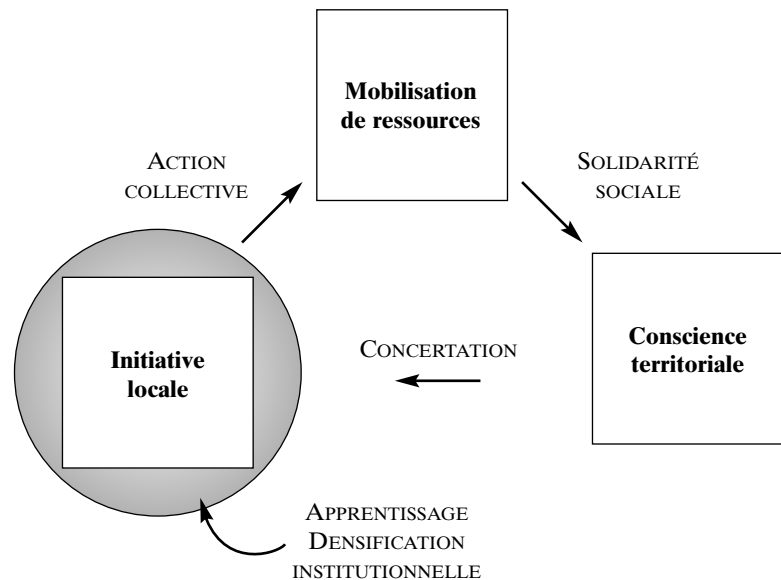 Mobilisation
de ressources
ACTION
COLLECTIVE
SOLIDARITÉ
SOCIALE
Initiative
locale
CONCERTATION
Conscience
territoriale
APPRENTISSAGE
DENSIFICATION
INSTITUTIONNELLE